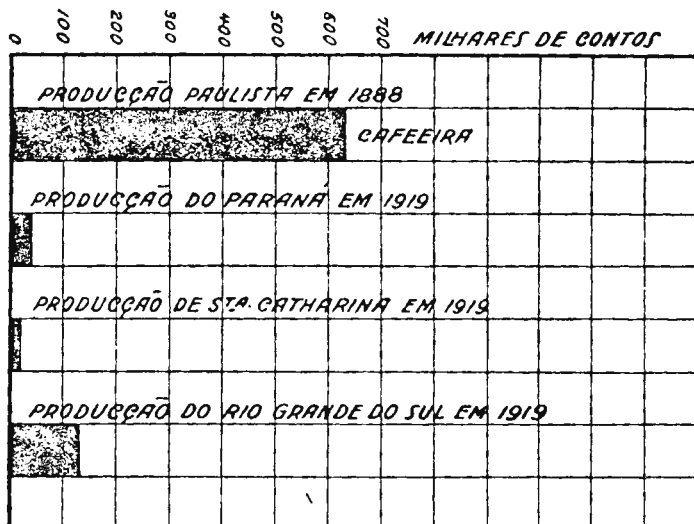 0 100 200 300 400 500 600 700 MILHARES DE CONTOS
PRODUCÇÃO PAULISTA EM 1888
CAFEEIRA
PRODUCÇÃO DO PARANÁ EM 1919
PRODUCÇÃO DE STA. CATHARINA EM 1919
PRODUCÇÃO DO RIO GRANDE DO SUL EM 1919